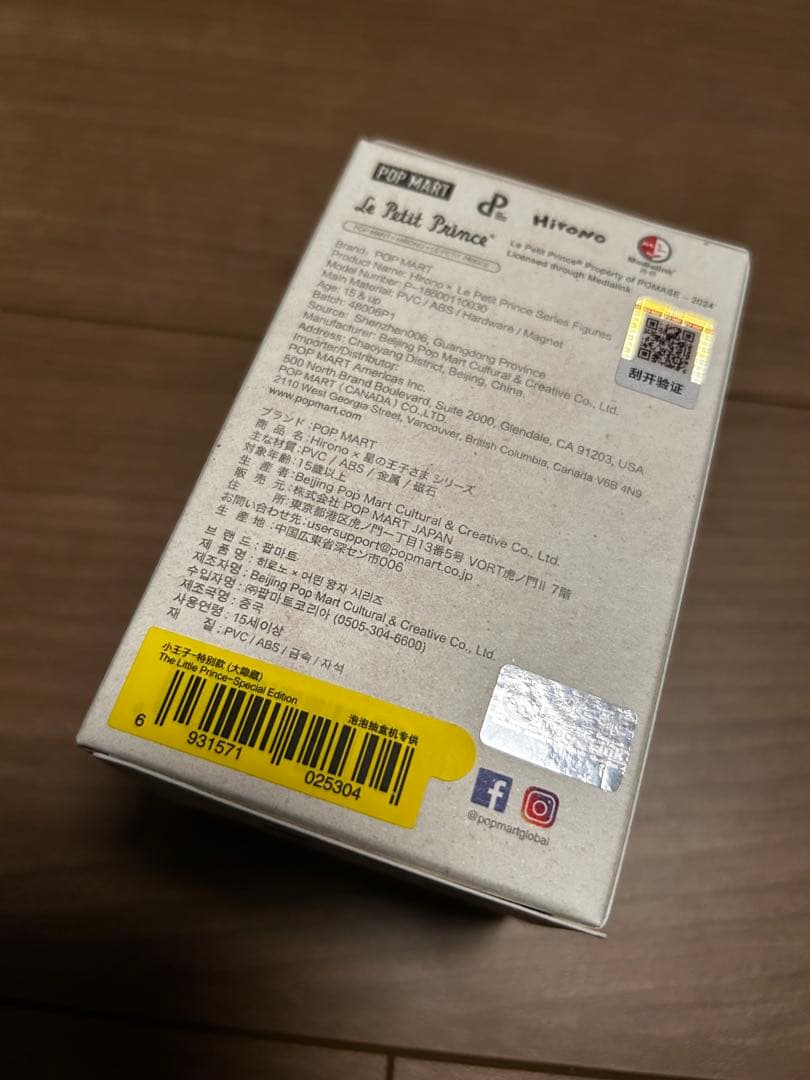 POP MART
Hirono
Le Petit Prince®
Medialink
POP MART × HIRONO × LE PETIT PRINCE
Le Petit Prince® Property of POMASE – 2024
Licensed through Medialink
Brand: POP MART
Product Name: Hirono × Le Petit Prince Series Figures
Model Number: P-18600110030
Main Material: PVC / ABS / Hardware / Magnet
Age: 15 & up
Batch: 48006P1
Source: Shenzhen006, Guangdong Province
Manufacturer: Beijing Pop Mart Cultural & Creative Co., Ltd.
Address: Chaoyang District, Beijing, China.
Importer/Distributor:
POP MART Americas Inc.
500 North Brand Boulevard, Suite 2000, Glendale, CA 91203, USA
POP MART (CANADA) CO.,LTD.
2110 West Georgia Street, Vancouver, British Columbia, Canada V6B 4N9
www.popmart.com
刮开验证
ブランド:POP MART
商品名:Hirono × 星の王子さま シリーズ
主な材質:PVC / ABS / 金属 / 磁石
対象年齢:15歳以上
生産者:Beijing Pop Mart Cultural & Creative Co., Ltd.
販売元:株式会社 POP MART JAPAN
所:東京都港区虎ノ門一丁目13番5号 VORT虎ノ門II 7階
お問い合わせ先:usersupport@popmart.co.jp
生産地:中国広東省深セン市006
브랜드:팝마트
제품명:히로노 × 어린 왕자 시리즈
제조자명:Beijing Pop Mart Cultural & Creative Co., Ltd.
수입자명:㈜팝마트코리아 (0505-304-6600)
제조국명:중국
사용연령:15세이상
재질:PVC / ABS / 금속 / 자석
小王子-特别款 (大隐藏)
The Little Prince-Special Edition
泡泡抽盒机专供
6 931571 025304
@popmartglobal